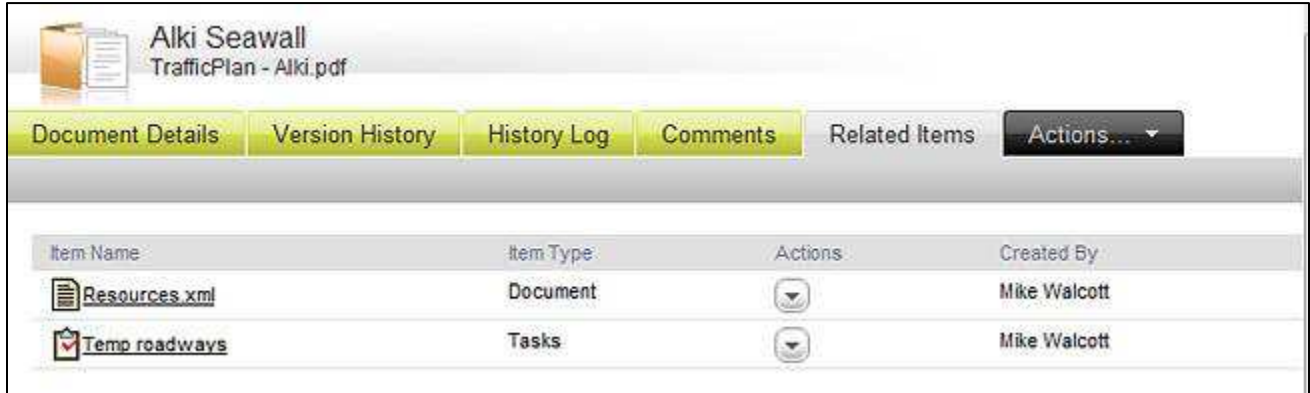 Alki Seawall
TrafficPlan - Alki.pdf
Document Details Version History History Log Comments Related Items Actions...
Item Name Item Type Actions Created By
Resources.xml Document Mike Walcott
Temp roadways Tasks Mike Walcott